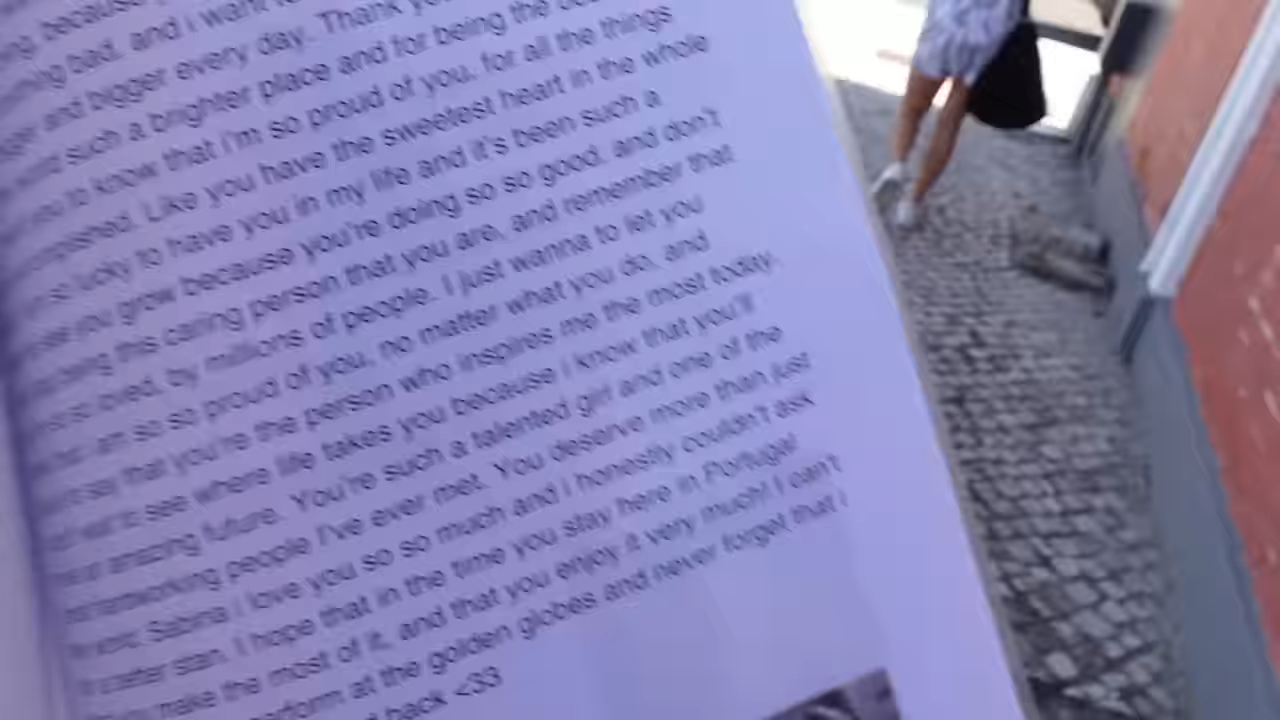 because
bad, and i want to
and bigger every day. Thank you
such a brighter place and for being the
you to know that i'm so proud of you, for all the things
Like you have the sweetest heart in the whole
so lucky to have you in my life and it's been such a
see you grow because you're doing so so good, and don't
this caring person that you are, and remember that
loved, by millions of people. I just wanna to let you
am so so proud of you, no matter what you do, and
say that you're the person who inspires me the most today.
to see where life takes you because i know that you'll
amazing future. You're such a talented girl and one of the
people I've ever met. You deserve more than just
Sabrina i love you so so much and i honestly couldn't ask
stan. I hope that in the time you stay here in Portugal
make the most of it, and that you enjoy it very much! I can't
perform at the golden globes and never forget that i
back <33